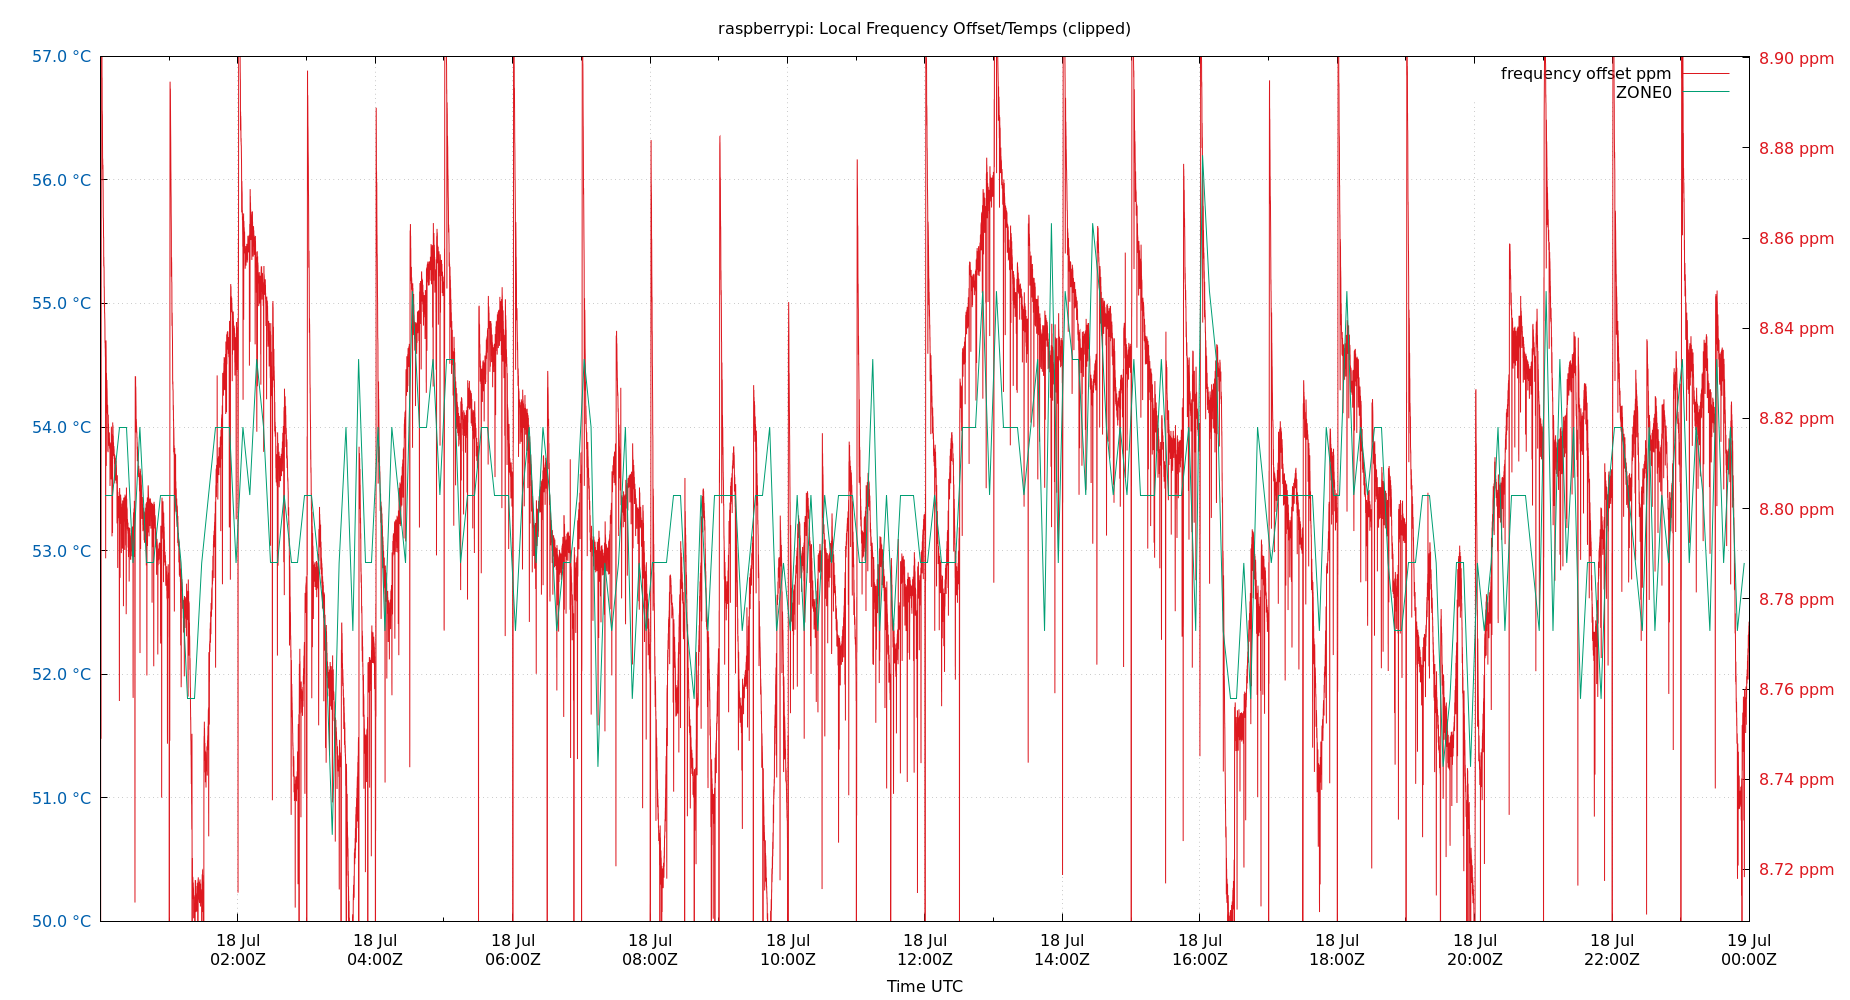 raspberrypi: Local Frequency Offset/Temps (clipped)
57.0 °C
56.0 °C
55.0 °C
54.0 °C
53.0 °C
52.0 °C
51.0 °C
50.0 °C
8.90 ppm
8.88 ppm
8.86 ppm
8.84 ppm
8.82 ppm
8.80 ppm
8.78 ppm
8.76 ppm
8.74 ppm
8.72 ppm
frequency offset ppm
ZONE0
18 Jul
02:00Z
18 Jul
04:00Z
18 Jul
06:00Z
18 Jul
08:00Z
18 Jul
10:00Z
18 Jul
12:00Z
18 Jul
14:00Z
18 Jul
16:00Z
18 Jul
18:00Z
18 Jul
20:00Z
18 Jul
22:00Z
19 Jul
00:00Z
Time UTC